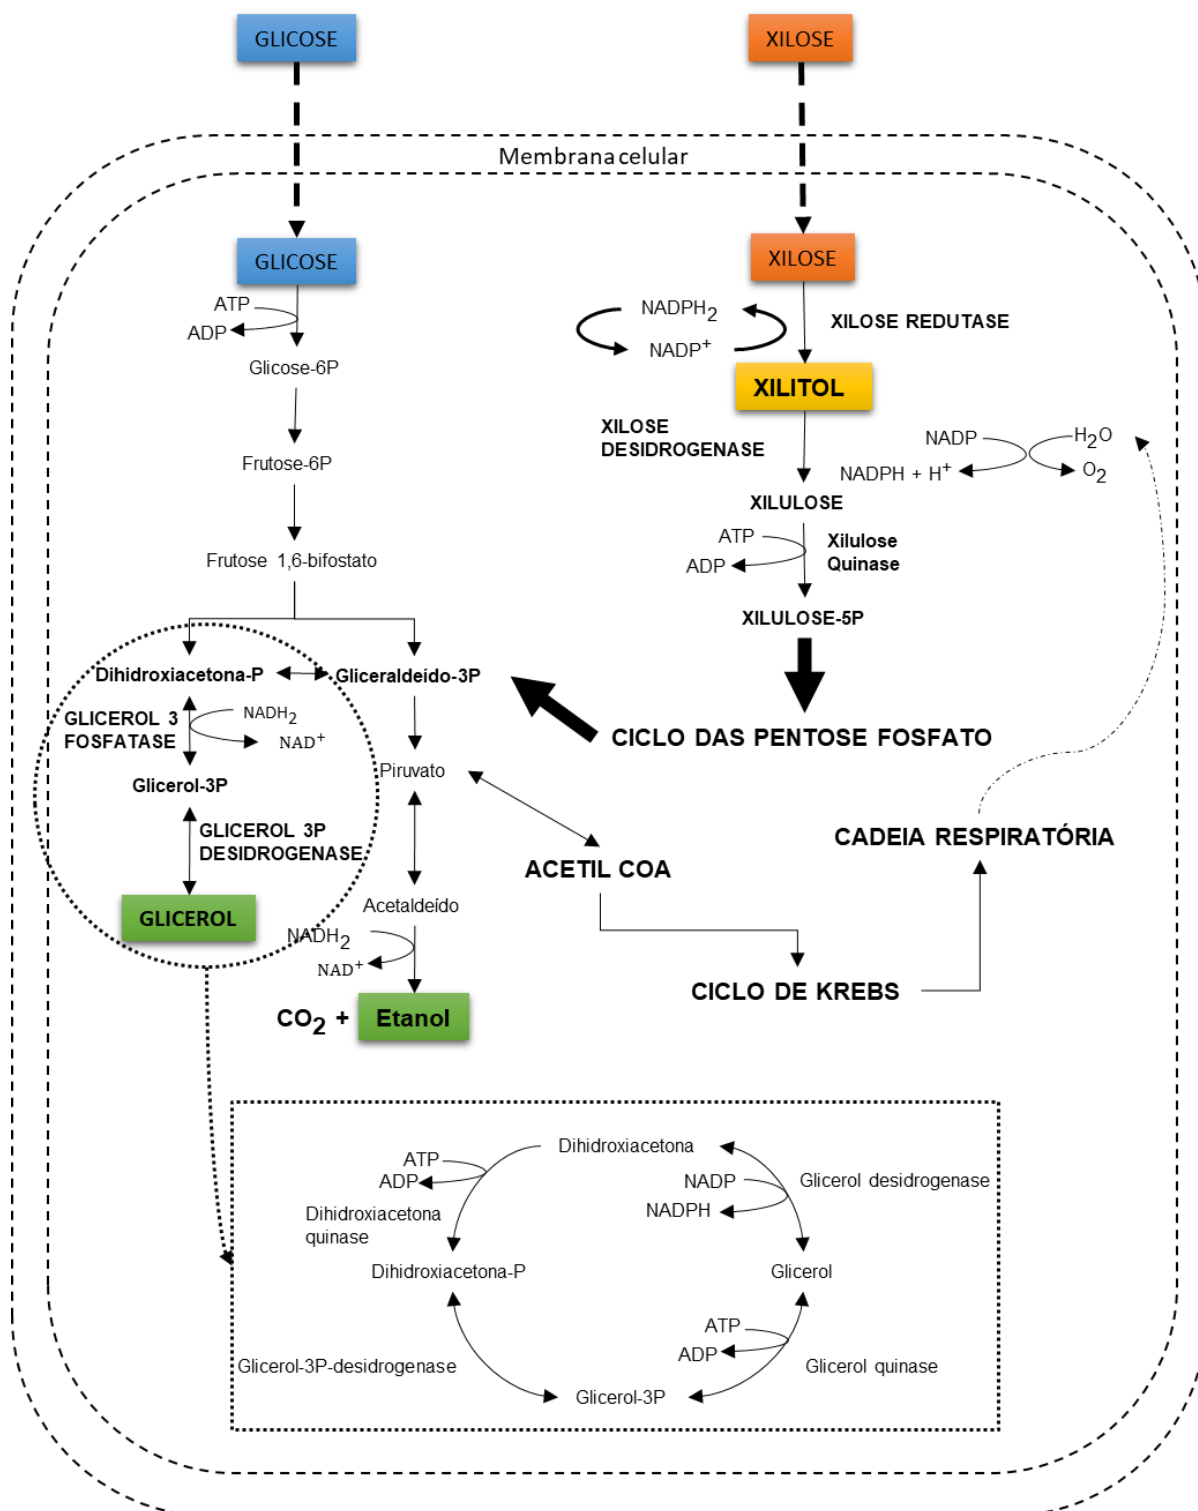 GLICOSE
XILOSE
Membrana celular
GLICOSE
XILOSE
ATP
ADP
NADPH2
NADP+
XILOSE REDUTASE
Glicose-6P
XILITOL
XILOSE
DESIDROGENASE
NADP
H2O
NADPH + H+
O2
Frutose-6P
XILULOSE
ATP
ADP
Xilulose
Quinase
Frutose 1,6-bifostato
XILULOSE-5P
Dihidroxiacetona-P
Gliceraldeído-3P
GLICEROL 3
FOSFATASE
NADH2
NAD+
CICLO DAS PENTOSE FOSFATO
Glicerol-3P
Piruvato
GLICEROL 3P
DESIDROGENASE
CADEIA RESPIRATÓRIA
ACETIL COA
GLICEROL
Acetaldeído
NADH2
NAD+
CICLO DE KREBS
CO2 +
Etanol
Dihidroxiacetona
ATP
ADP
NADP
NADPH
Glicerol desidrogenase
Dihidroxiacetona
quinase
Dihidroxiacetona-P
Glicerol
ATP
ADP
Glicerol-3P-desidrogenase
Glicerol quinase
Glicerol-3P